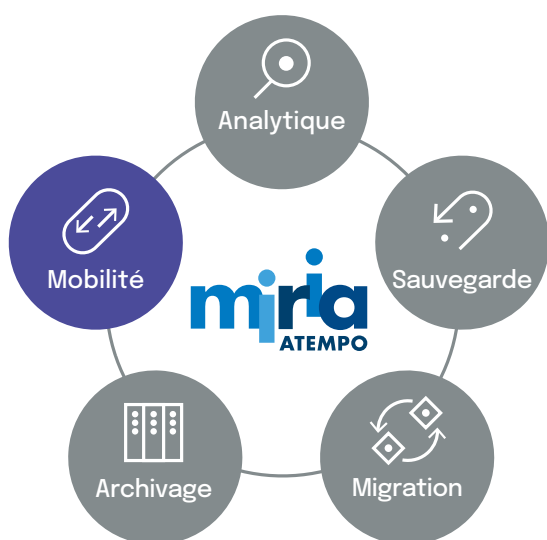 Analytique
Mobilité
Sauvegarde
miria
ATEMPO
Archivage
Migration